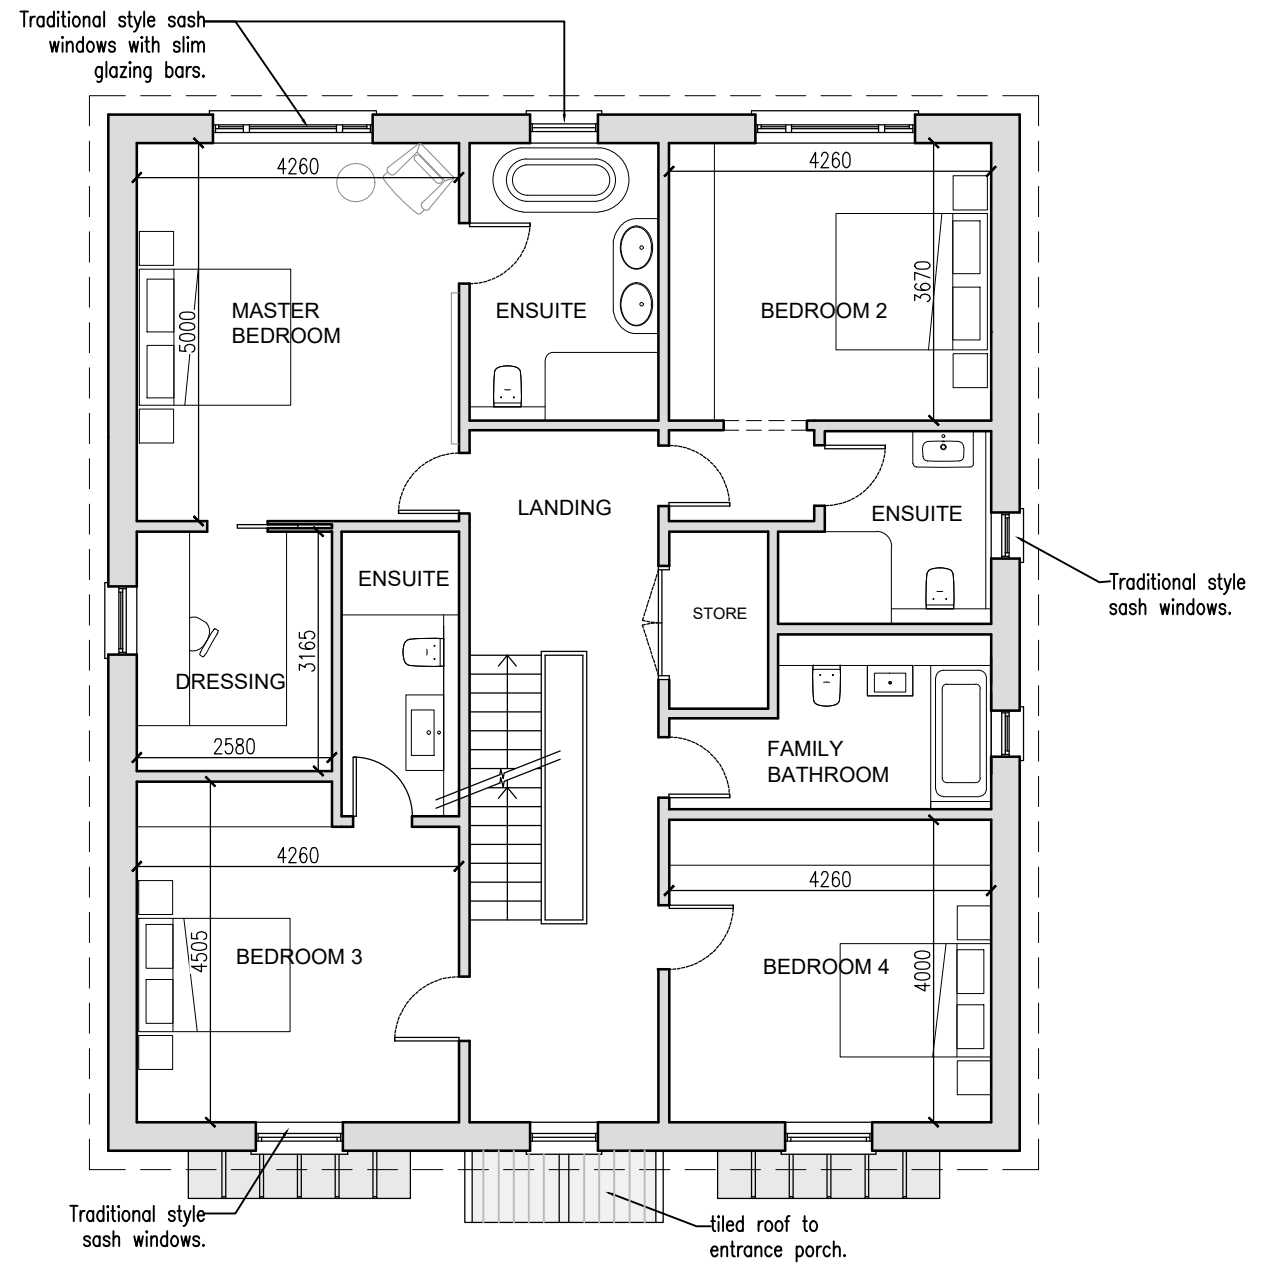 Traditional style sash
windows with slim
glazing bars.
4260
4260
5000
3670
MASTER
BEDROOM
ENSUITE
BEDROOM 2
LANDING
ENSUITE
ENSUITE
Traditional style
sash windows.
STORE
3165
DRESSING
2580
FAMILY
BATHROOM
4260
4260
4505
BEDROOM 3
BEDROOM 4
4000
Traditional style
sash windows.
tiled roof to
entrance porch.